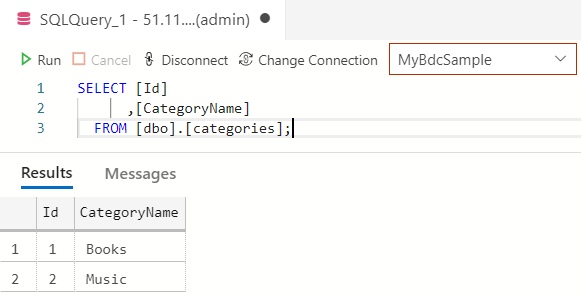 SQLQuery_1 - 51.11....(admin)
Run Cancel Disconnect Change Connection MyBdcSample
1 SELECT [Id]
2 ,[CategoryName]
3 FROM [dbo].[categories];
Results Messages
Id CategoryName
1 1 Books
2 2 Music